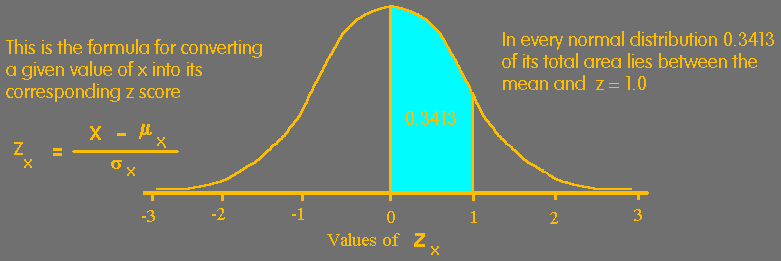 This is the formula for converting
a given value of x into its
corresponding z score
Z x = X - μ x
σ x
In every normal distribution 0.3413
of its total area lies between the
mean and z = 1.0
0.3413
-3 -2 -1 0 1 2 3
Values of Z x